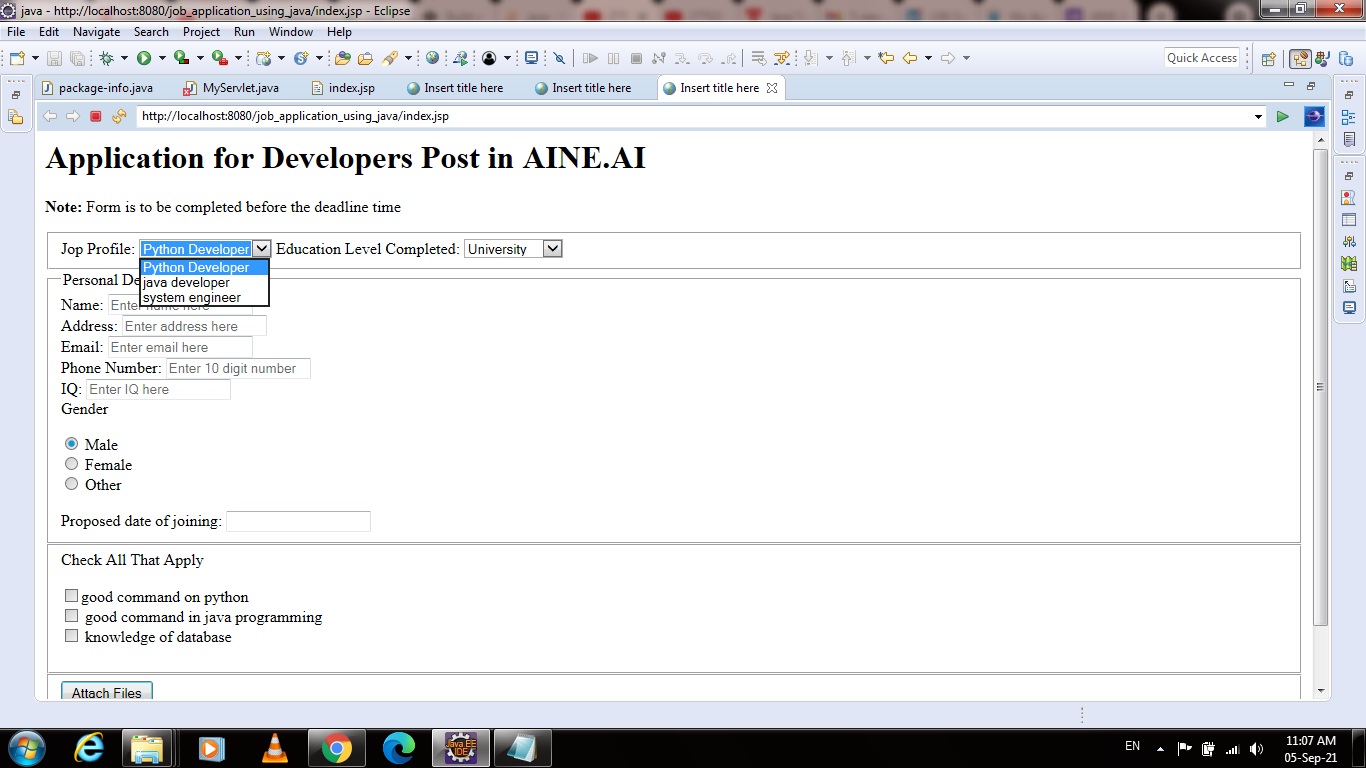 java - http://localhost:8080/job_application_using_java/index.jsp - Eclipse
File Edit Navigate Search Project Run Window Help
Quick Access
package-info.java MyServlet.java index.jsp Insert title here Insert title here Insert title here
http://localhost:8080/job_application_using_java/index.jsp
Application for Developers Post in AINE.AI
Note: Form is to be completed before the deadline time
Jop Profile: Python Developer Education Level Completed: University
Python Developer
java developer
system engineer
Personal De
Name:
Address: Enter address here
Email: Enter email here
Phone Number: Enter 10 digit number
IQ: Enter IQ here
Gender
Male
Female
Other
Proposed date of joining:
Check All That Apply
good command on python
good command in java programming
knowledge of database
Attach Files
Java EE
IDE
EN 11:07 AM
05-Sep-21